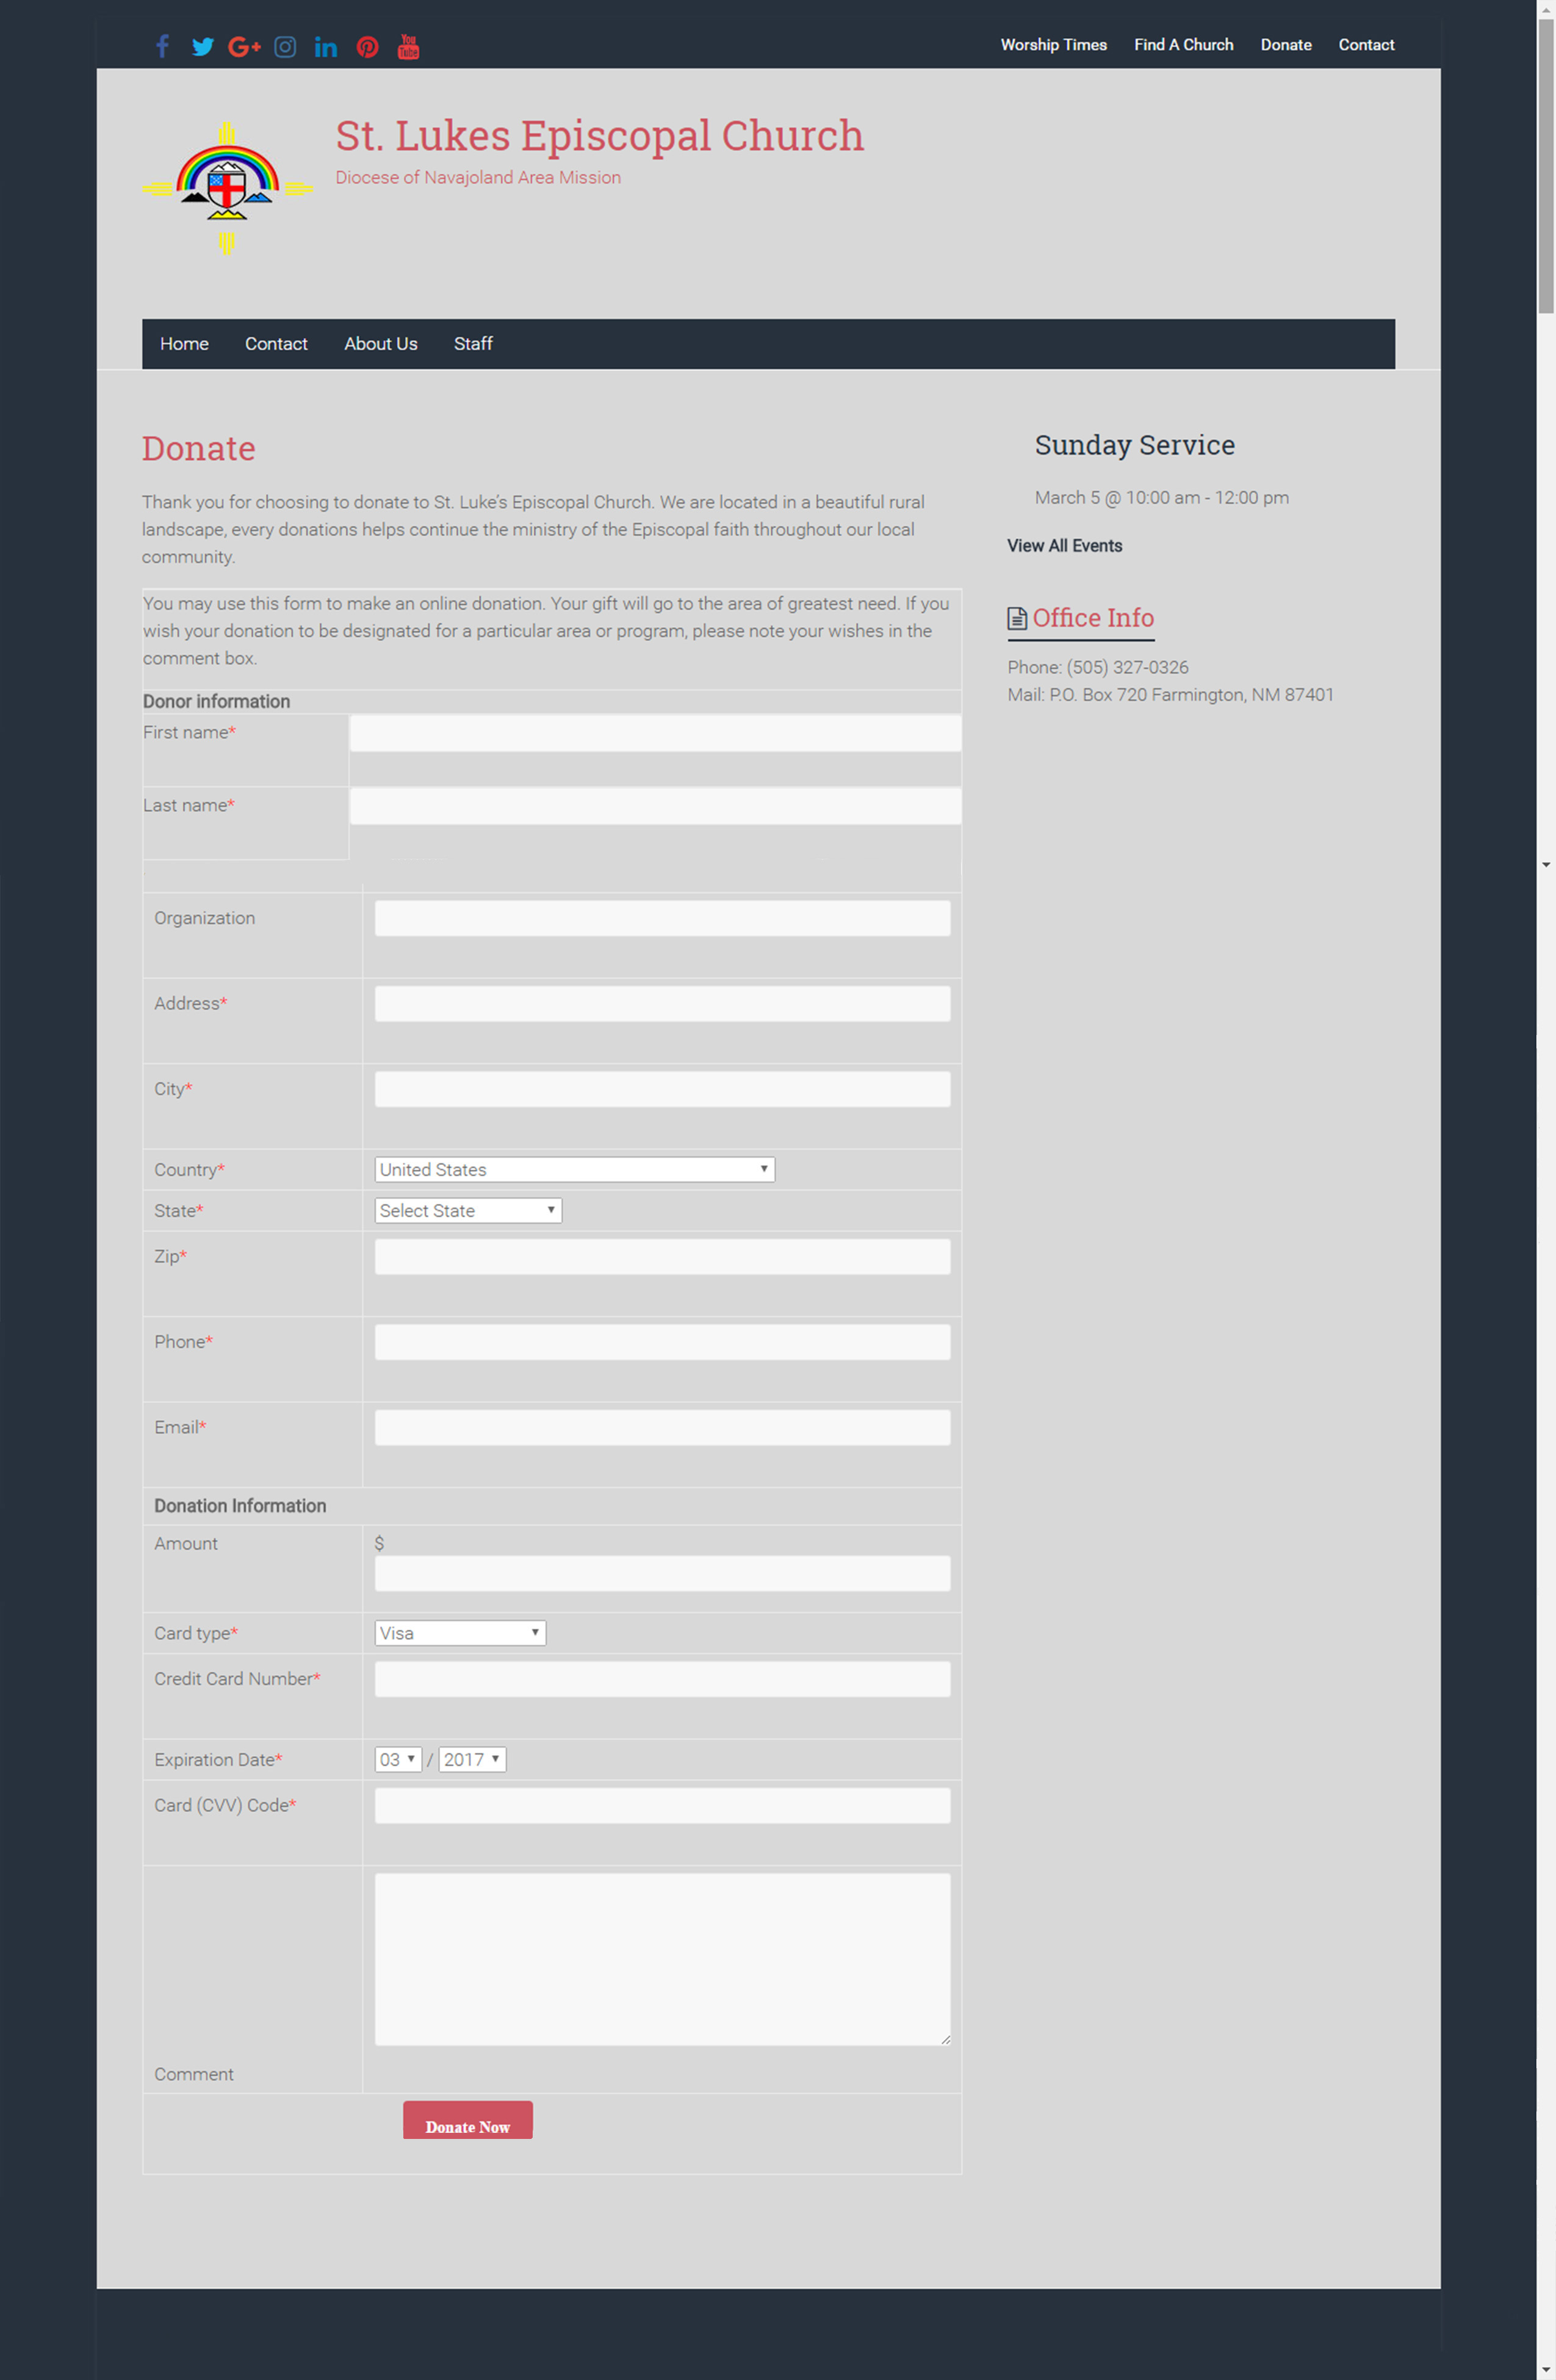 You Tube
Worship Times Find A Church Donate Contact
St. Lukes Episcopal Church
Diocese of Navajoland Area Mission
Home Contact About Us Staff
Donate
Thank you for choosing to donate to St. Luke’s Episcopal Church. We are located in a beautiful rural
landscape, every donations helps continue the ministry of the Episcopal faith throughout our local
community.
You may use this form to make an online donation. Your gift will go to the area of greatest need. If you
wish your donation to be designated for a particular area or program, please note your wishes in the
comment box.
Donor information
First name*
Last name*
Organization
Address*
City*
Country* United States
State* Select State
Zip*
Phone*
Email*
Donation Information
Amount $
Card type* Visa
Credit Card Number*
Expiration Date* 03 / 2017
Card (CVV) Code*
Comment
Donate Now
Sunday Service
March 5 @ 10:00 am - 12:00 pm
View All Events
Office Info
Phone: (505) 327-0326
Mail: P.O. Box 720 Farmington, NM 87401